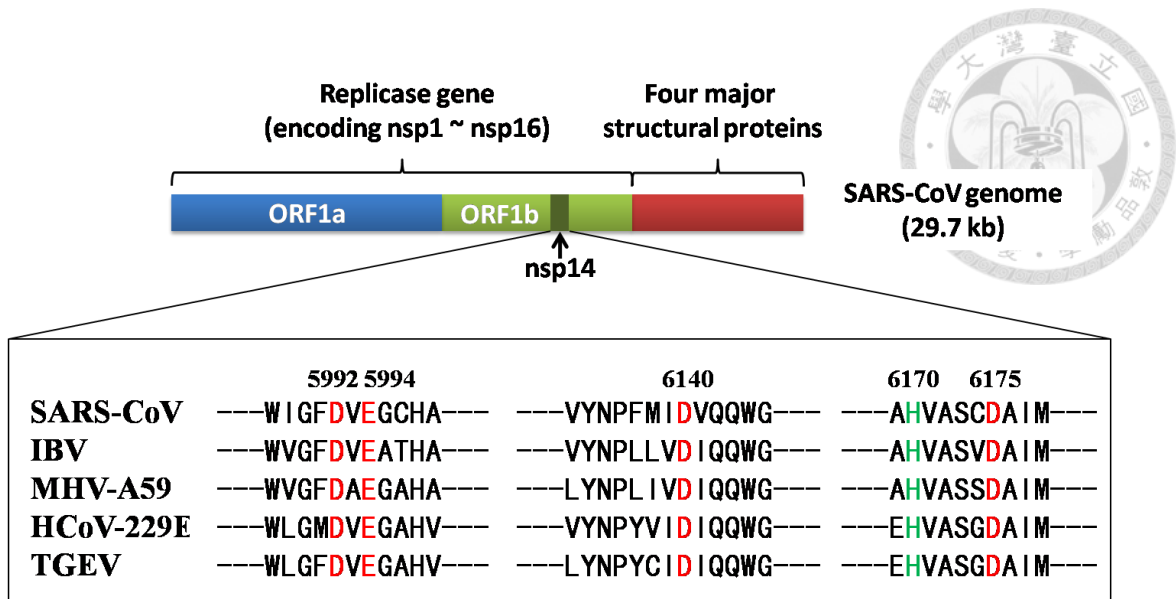 Replicase gene
(encoding nsp1 ~ nsp16)
Four major
structural proteins
ORF1a
ORF1b
SARS-CoV genome
(29.7 kb)
nsp14
5992 5994 6140 6170 6175
SARS-CoV ---WIGFDVEGCHA--- ---VYNPFMIDVQQWG--- ---AHVASCDAIM---
IBV ---WVGFDVEATHA--- ---VYNPLLVDIQQWG--- ---AHVASVDAIM---
MHV-A59 ---WVGFDAEGAHA--- ---LYNPLIVDIQQWG--- ---AHVASSDAIM---
HCoV-229E ---WLGMDVEGAHV--- ---VYNPYVIDIQQWG--- ---EHVASGDAIM---
TGEV ---WLGFDVEGAHV--- ---LYNPYCIDIQQWG--- ---EHVASGDAIM---